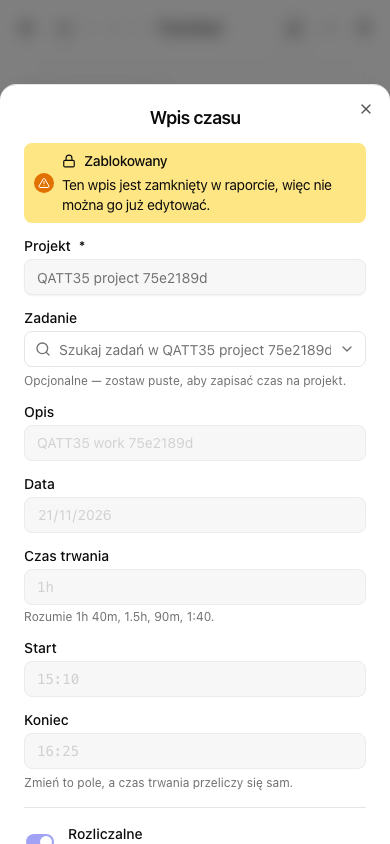 Wpis czasu
Zablokowany
Ten wpis jest zamknięty w raporcie, więc nie
można go już edytować.
Projekt *
QATT35 project 75e2189d
Zadanie
Szukaj zadań w QATT35 project 75e2189d
Opcjonalne — zostaw puste, aby zapisać czas na projekt.
Opis
QATT35 work 75e2189d
Data
21/11/2026
Czas trwania
1h
Rozumie 1h 40m, 1.5h, 90m, 1:40.
Start
15:10
Koniec
16:25
Zmień to pole, a czas trwania przeliczy się sam.
Rozliczalne